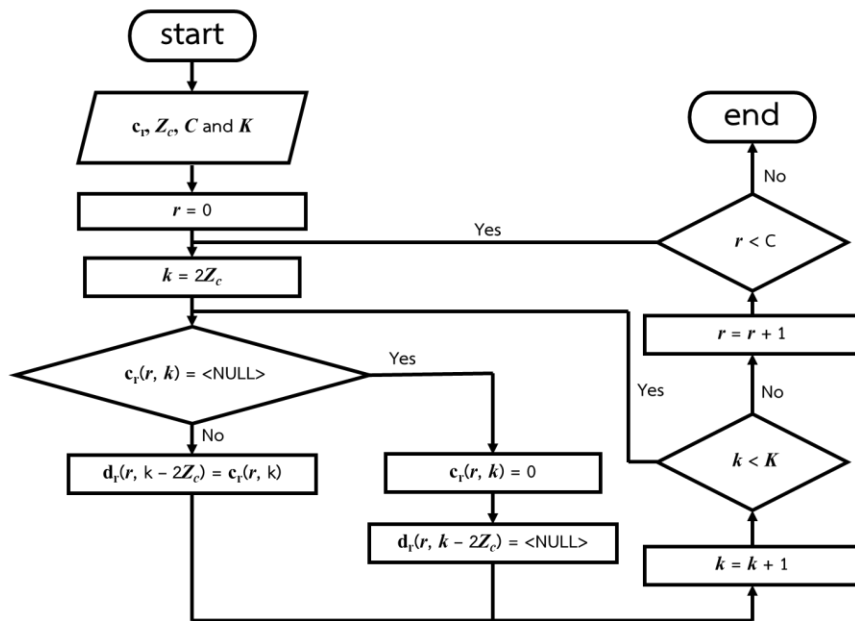 start
c_r, Z_c, C and K
r = 0
k = 2Z_c
c_r(r, k) = <NULL>
Yes
No
d_r(r, k – 2Z_c) = c_r(r, k)
c_r(r, k) = 0
d_r(r, k – 2Z_c) = <NULL>
end
No
r < C
Yes
r = r + 1
No
Yes
k < K
k = k + 1